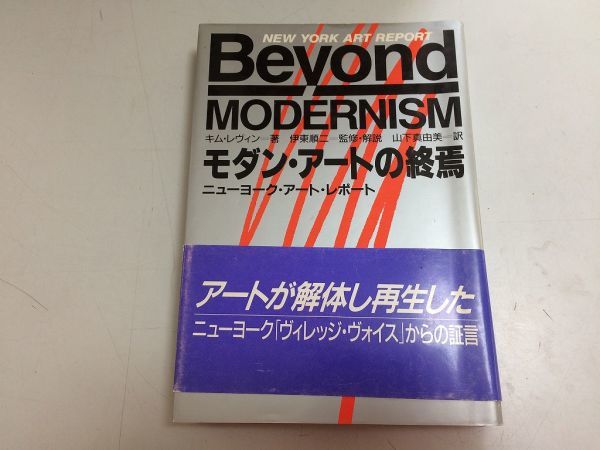 NEW YORK ART REPORT
Beyond
MODERNISM
キム・レヴィン─著 伊東順二─監修・解説 山下真由美─訳
モダン・アートの終焉
ニューヨーク・アート・レポート
アートが解体し再生した
ニューヨーク「ヴィレッジ・ヴォイス」からの証言